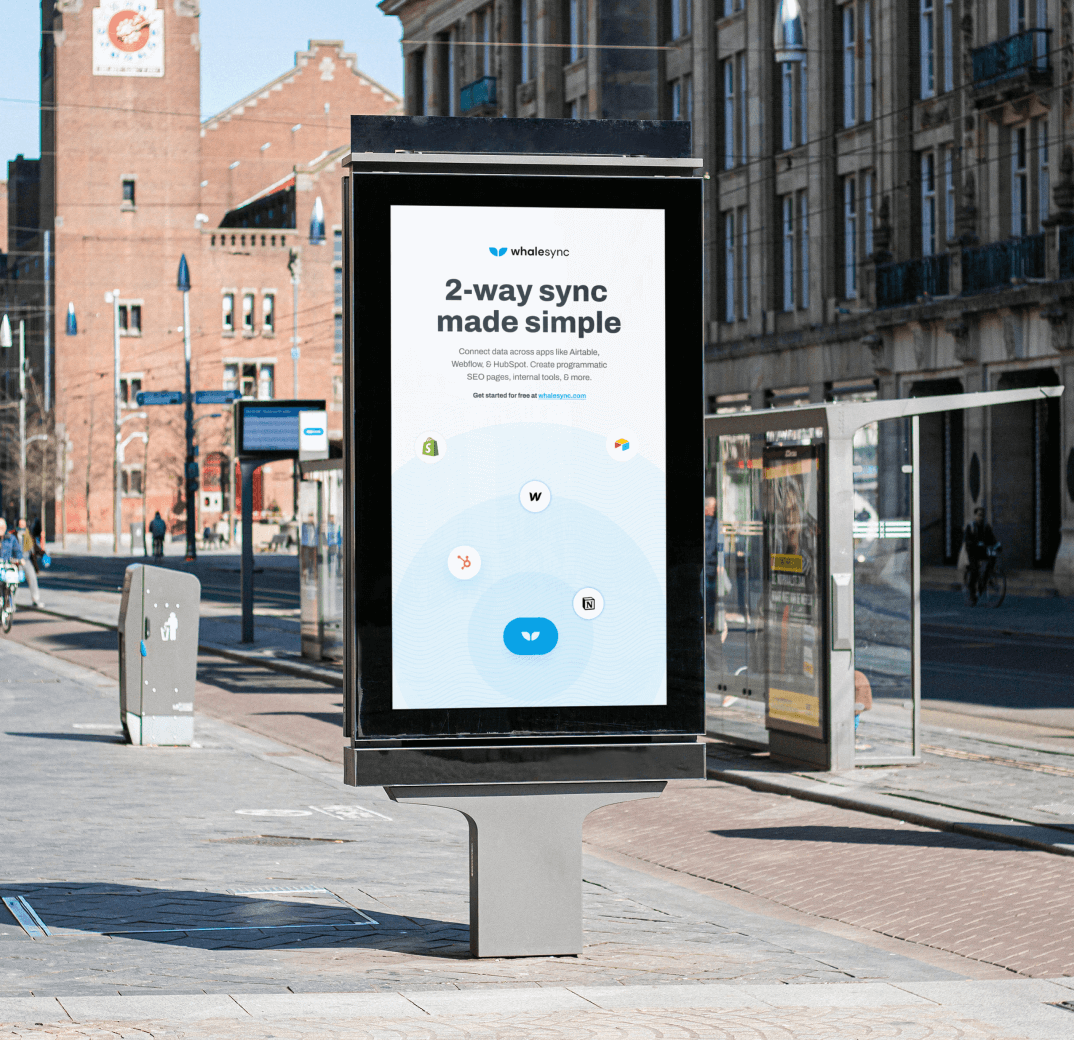 whalesync
2-way sync
made simple
Connect data across apps like Airtable,
Webflow, & HubSpot. Create programmatic
SEO pages, internal tools, & more.
Get started for free at whalesync.com
S
W
N